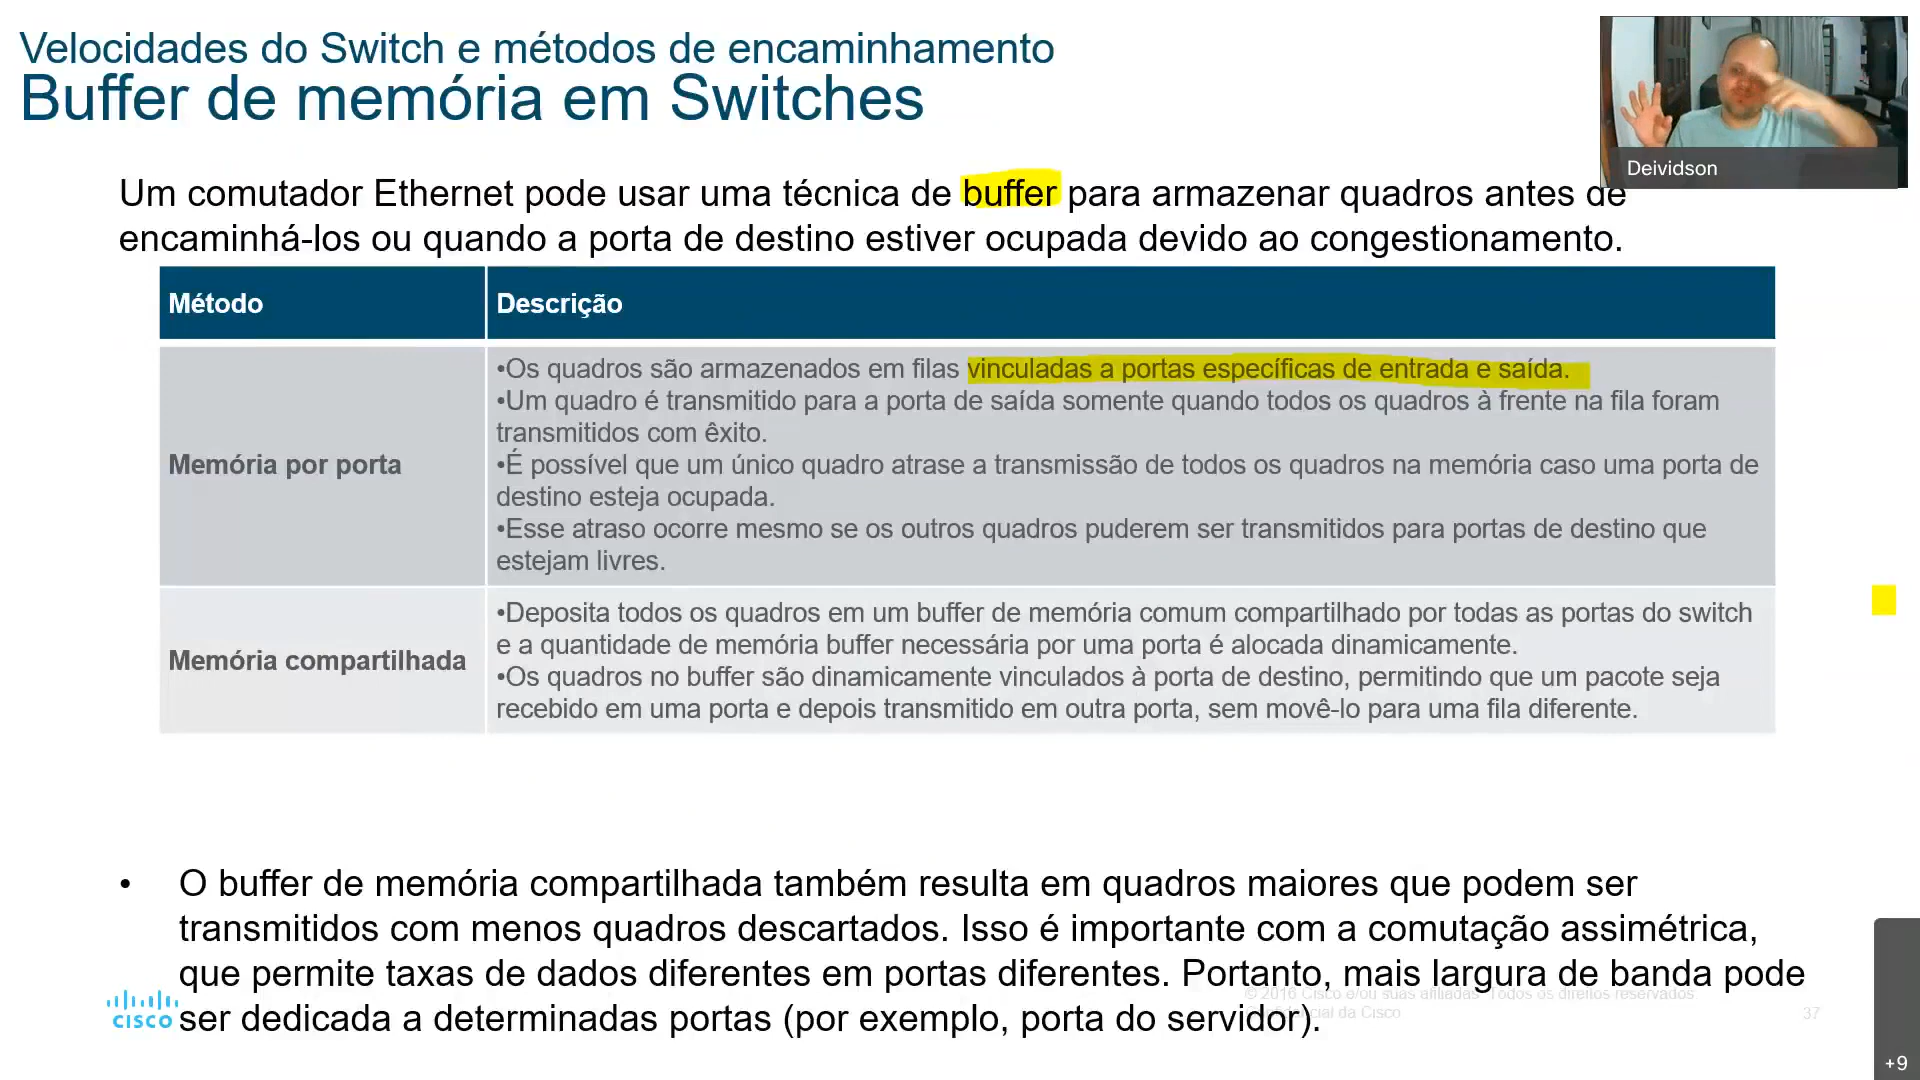 Velocidades do Switch e métodos de encaminhamento
Buffer de memória em Switches
Deividson
Um comutador Ethernet pode usar uma técnica de buffer para armazenar quadros antes de
encaminhá-los ou quando a porta de destino estiver ocupada devido ao congestionamento.
Método
Descrição
Memória por porta
•Os quadros são armazenados em filas vinculadas a portas específicas de entrada e saída.
•Um quadro é transmitido para a porta de saída somente quando todos os quadros à frente na fila foram
transmitidos com êxito.
•É possível que um único quadro atrase a transmissão de todos os quadros na memória caso uma porta de
destino esteja ocupada.
•Esse atraso ocorre mesmo se os outros quadros puderem ser transmitidos para portas de destino que
estejam livres.
Memória compartilhada
•Deposita todos os quadros em um buffer de memória comum compartilhado por todas as portas do switch
e a quantidade de memória buffer necessária por uma porta é alocada dinamicamente.
•Os quadros no buffer são dinamicamente vinculados à porta de destino, permitindo que um pacote seja
recebido em uma porta e depois transmitido em outra porta, sem movê-lo para uma fila diferente.
• O buffer de memória compartilhada também resulta em quadros maiores que podem ser
transmitidos com menos quadros descartados. Isso é importante com a comutação assimétrica,
que permite taxas de dados diferentes em portas diferentes. Portanto, mais largura de banda pode
ser dedicada a determinadas portas (por exemplo, porta do servidor).
CISCO
© 2016 Cisco e/ou suas afiliadas. Todos os direitos reservados.
da Cisco
37
+9